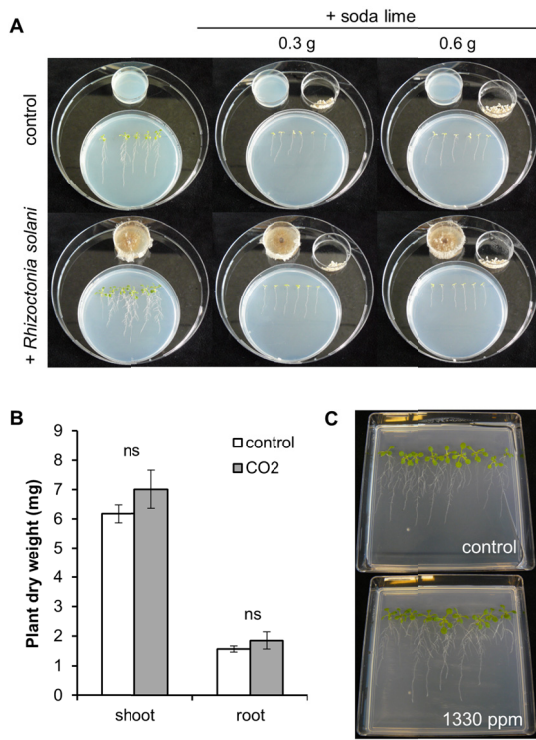 + soda lime
A
0.3 g
0.6 g
control
+ Rhizoctonia solani
B
Plant dry weight (mg)
9
8
7
6
5
4
3
2
1
0
ns
ns
control
CO2
shoot
root
C
control
1330 ppm